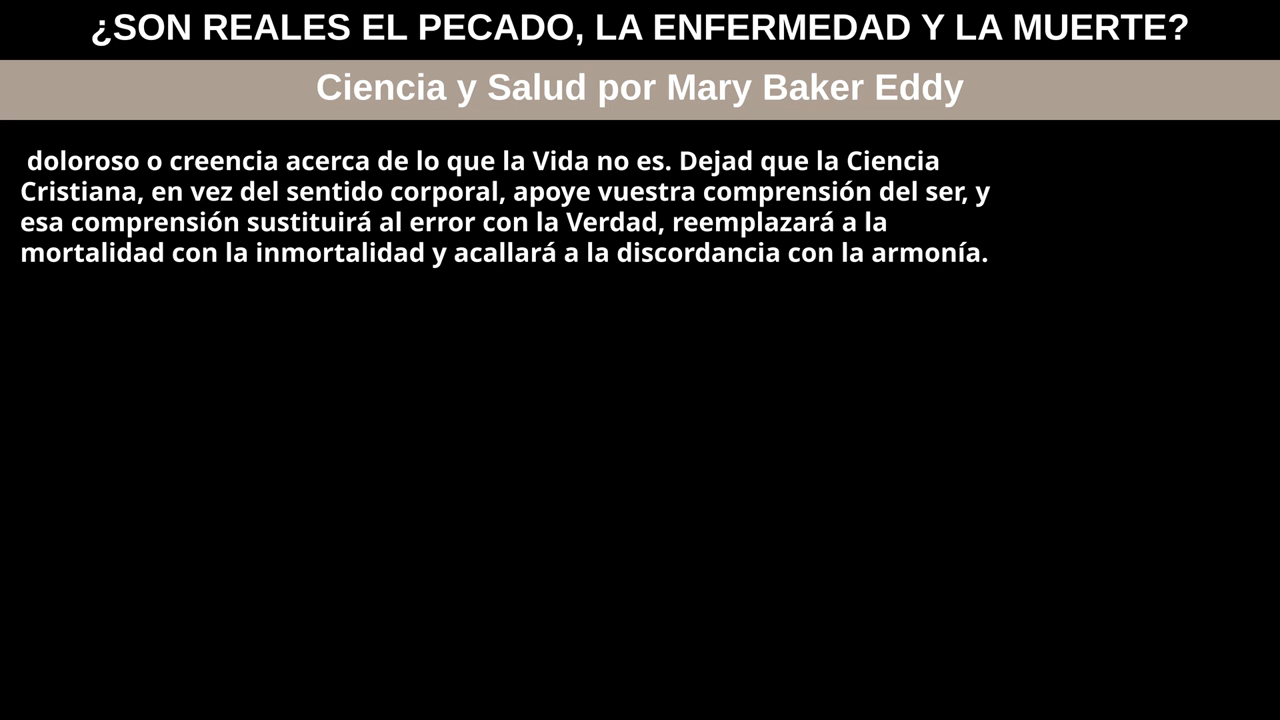 ¿SON REALES EL PECADO, LA ENFERMEDAD Y LA MUERTE?
Ciencia y Salud por Mary Baker Eddy
doloroso o creencia acerca de lo que la Vida no es. Dejad que la Ciencia
Cristiana, en vez del sentido corporal, apoye vuestra comprensión del ser, y
esa comprensión sustituirá al error con la Verdad, reemplazará a la
mortalidad con la inmortalidad y acallará a la discordancia con la armonía.